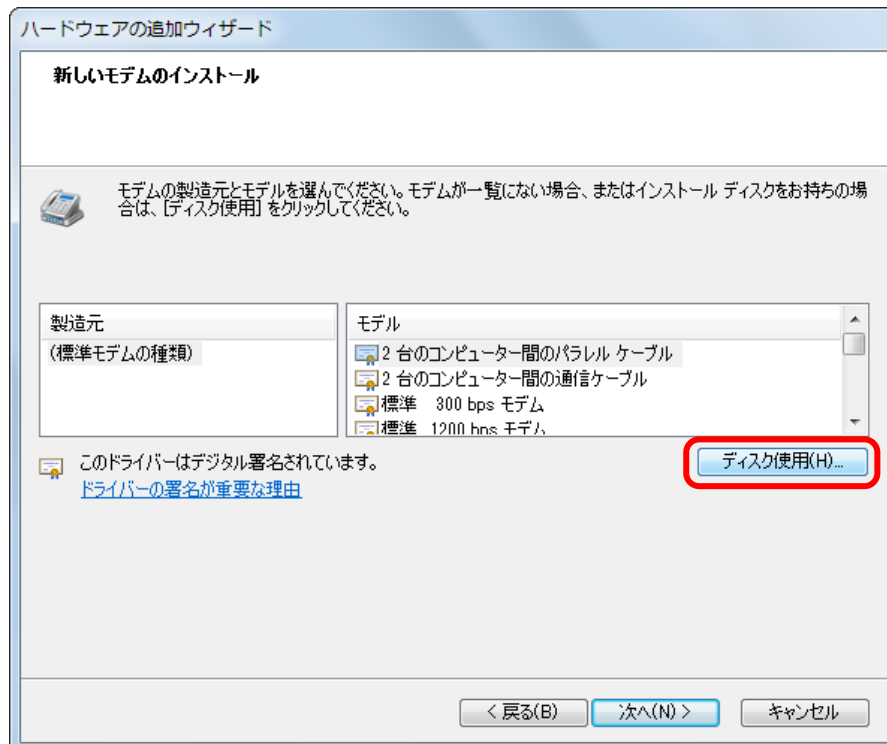 ハードウェアの追加ウィザード
新しいモデムのインストール
モデムの製造元とモデルを選んでください。モデムが一覧にない場合、またはインストール ディスクをお持ちの場
合は、[ディスク使用] をクリックしてください。
製造元
(標準モデムの種類)
モデル
2 台のコンピューター間のパラレル ケーブル
2 台のコンピューター間の通信ケーブル
標準 300 bps モデム
標準 1200 bps モデム
このドライバーはデジタル署名されています。
ドライバーの署名が重要な理由
ディスク使用(H)...
< 戻る(B)
次へ(N) >
キャンセル